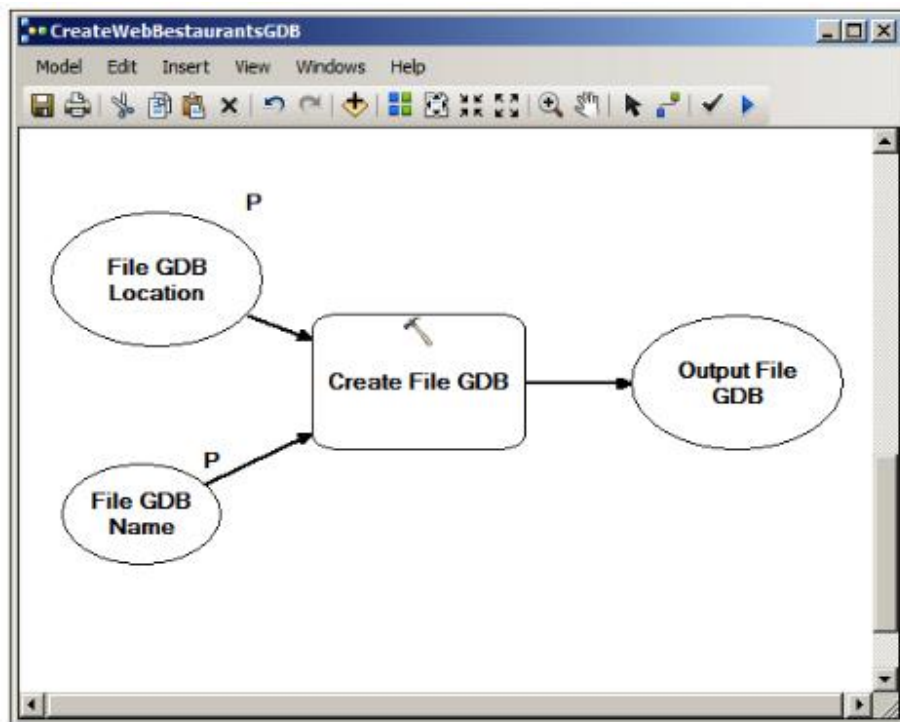 CreateWebBestaurantsGDB
Model Edit Insert View Windows Help
P
File GDB
Location
Create File GDB
Output File
GDB
P
File GDB
Name